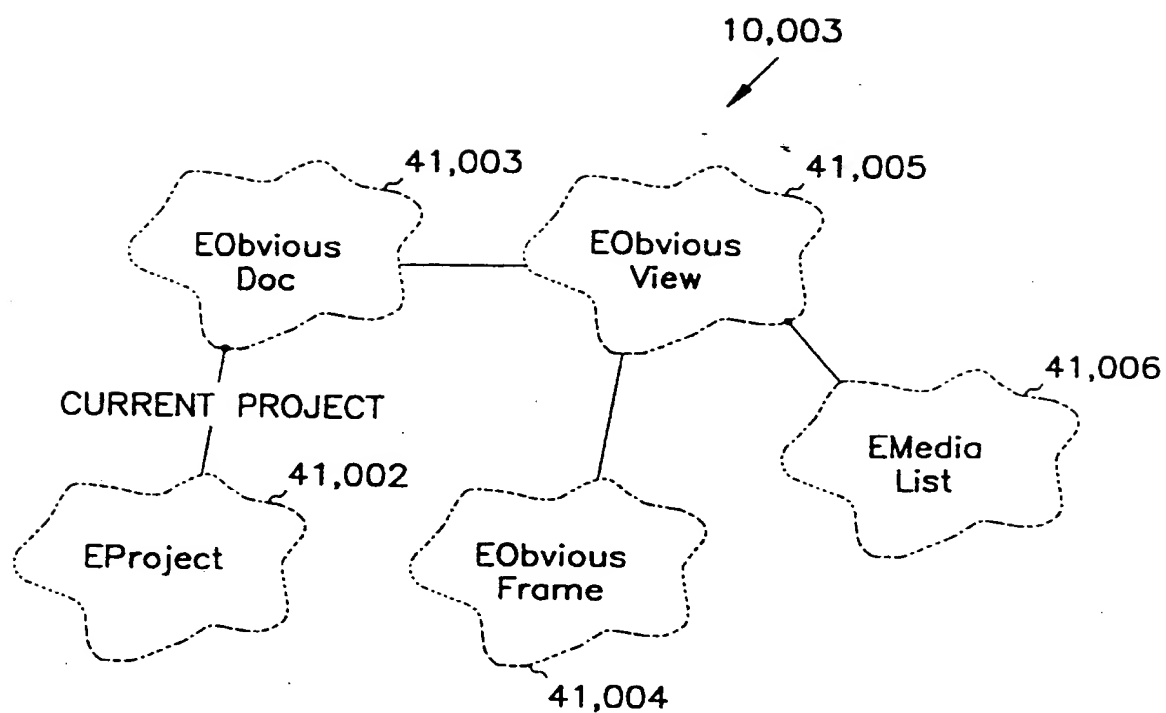 10,003
41,003
41,005
EObvious
Doc
EObvious
View
41,006
CURRENT PROJECT
EMedia
List
41,002
EProject
EObvious
Frame
41,004